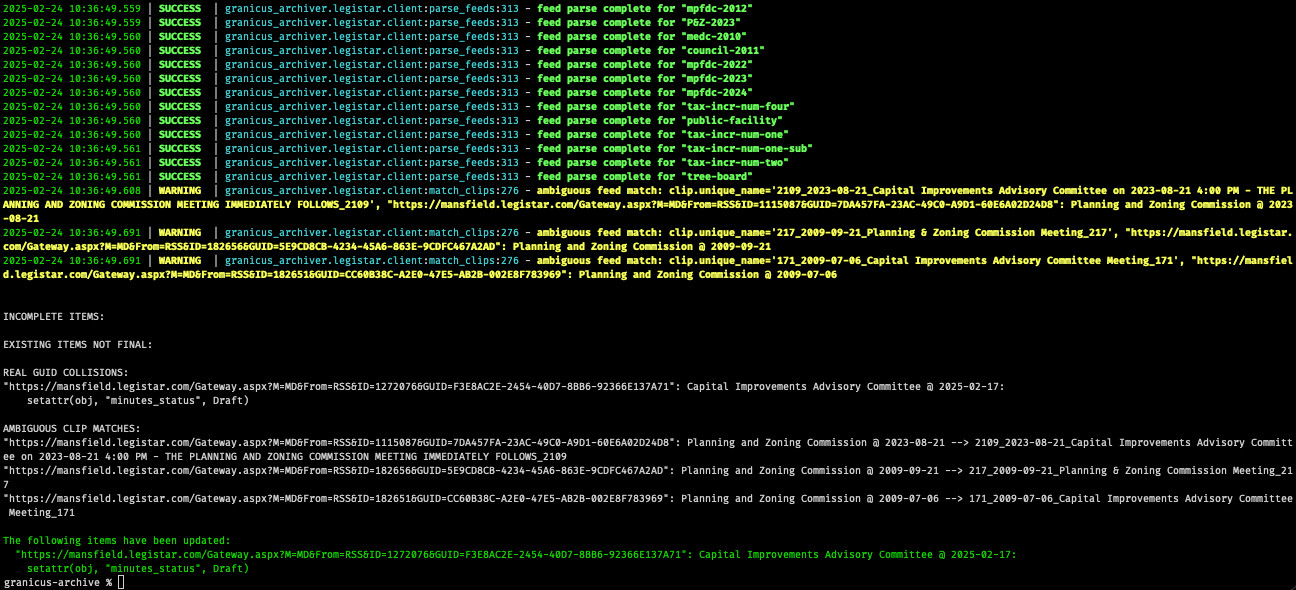 2025-02-24 10:36:49.559 | SUCCESS  | granicus_archiver.legistar.client:parse_feeds:313 - feed parse complete for "mpfdc-2012"
2025-02-24 10:36:49.559 | SUCCESS  | granicus_archiver.legistar.client:parse_feeds:313 - feed parse complete for "P&Z-2023"
2025-02-24 10:36:49.560 | SUCCESS  | granicus_archiver.legistar.client:parse_feeds:313 - feed parse complete for "medc-2010"
2025-02-24 10:36:49.560 | SUCCESS  | granicus_archiver.legistar.client:parse_feeds:313 - feed parse complete for "council-2011"
2025-02-24 10:36:49.560 | SUCCESS  | granicus_archiver.legistar.client:parse_feeds:313 - feed parse complete for "mpfdc-2022"
2025-02-24 10:36:49.560 | SUCCESS  | granicus_archiver.legistar.client:parse_feeds:313 - feed parse complete for "mpfdc-2023"
2025-02-24 10:36:49.560 | SUCCESS  | granicus_archiver.legistar.client:parse_feeds:313 - feed parse complete for "mpfdc-2024"
2025-02-24 10:36:49.560 | SUCCESS  | granicus_archiver.legistar.client:parse_feeds:313 - feed parse complete for "tax-incr-num-four"
2025-02-24 10:36:49.560 | SUCCESS  | granicus_archiver.legistar.client:parse_feeds:313 - feed parse complete for "public-facility"
2025-02-24 10:36:49.560 | SUCCESS  | granicus_archiver.legistar.client:parse_feeds:313 - feed parse complete for "tax-incr-num-one"
2025-02-24 10:36:49.561 | SUCCESS  | granicus_archiver.legistar.client:parse_feeds:313 - feed parse complete for "tax-incr-num-one-sub"
2025-02-24 10:36:49.561 | SUCCESS  | granicus_archiver.legistar.client:parse_feeds:313 - feed parse complete for "tax-incr-num-two"
2025-02-24 10:36:49.561 | SUCCESS  | granicus_archiver.legistar.client:parse_feeds:313 - feed parse complete for "tree-board"
2025-02-24 10:36:49.608 | WARNING  | granicus_archiver.legistar.client:match_clips:276 - ambiguous feed match: clip.unique_name='2109_2023-08-21_Capital Improvements Advisory Committee on 2023-08-21 4:00 PM - THE PL
ANNING AND ZONING COMMISSION MEETING IMMEDIATELY FOLLOWS_2109', "https://mansfield.legistar.com/Gateway.aspx?M=MD&From=RSS&ID=1115087&GUID=7DA457FA-23AC-49C0-A9D1-60E6A02D24D8": Planning and Zoning Commission @ 2023
-08-21
2025-02-24 10:36:49.691 | WARNING  | granicus_archiver.legistar.client:match_clips:276 - ambiguous feed match: clip.unique_name='217_2009-09-21_Planning & Zoning Commission Meeting_217', "https://mansfield.legistar.
com/Gateway.aspx?M=MD&From=RSS&ID=182656&GUID=5E9CD8CB-4234-45A6-863E-9CDFC467A2AD": Planning and Zoning Commission @ 2009-09-21
2025-02-24 10:36:49.691 | WARNING  | granicus_archiver.legistar.client:match_clips:276 - ambiguous feed match: clip.unique_name='171_2009-07-06_Capital Improvements Advisory Committee Meeting_171', "https://mansfiel
d.legistar.com/Gateway.aspx?M=MD&From=RSS&ID=182651&GUID=CC60B38C-A2E0-47E5-AB2B-002E8F783969": Planning and Zoning Commission @ 2009-07-06
INCOMPLETE ITEMS:
EXISTING ITEMS NOT FINAL:
REAL GUID COLLISIONS:
"https://mansfield.legistar.com/Gateway.aspx?M=MD&From=RSS&ID=1272076&GUID=F3E8AC2E-2454-40D7-8BB6-92366E137A71": Capital Improvements Advisory Committee @ 2025-02-17:
    setattr(obj, "minutes_status", Draft)
AMBIGUOUS CLIP MATCHES:
"https://mansfield.legistar.com/Gateway.aspx?M=MD&From=RSS&ID=1115087&GUID=7DA457FA-23AC-49C0-A9D1-60E6A02D24D8": Planning and Zoning Commission @ 2023-08-21 --> 2109_2023-08-21_Capital Improvements Advisory Committ
ee on 2023-08-21 4:00 PM - THE PLANNING AND ZONING COMMISSION MEETING IMMEDIATELY FOLLOWS_2109
"https://mansfield.legistar.com/Gateway.aspx?M=MD&From=RSS&ID=182656&GUID=5E9CD8CB-4234-45A6-863E-9CDFC467A2AD": Planning and Zoning Commission @ 2009-09-21 --> 217_2009-09-21_Planning & Zoning Commission Meeting_21
7
"https://mansfield.legistar.com/Gateway.aspx?M=MD&From=RSS&ID=182651&GUID=CC60B38C-A2E0-47E5-AB2B-002E8F783969": Planning and Zoning Commission @ 2009-07-06 --> 171_2009-07-06_Capital Improvements Advisory Committee
 Meeting_171
The following items have been updated:
  "https://mansfield.legistar.com/Gateway.aspx?M=MD&From=RSS&ID=1272076&GUID=F3E8AC2E-2454-40D7-8BB6-92366E137A71": Capital Improvements Advisory Committee @ 2025-02-17:
    setattr(obj, "minutes_status", Draft)
granicus-archive %